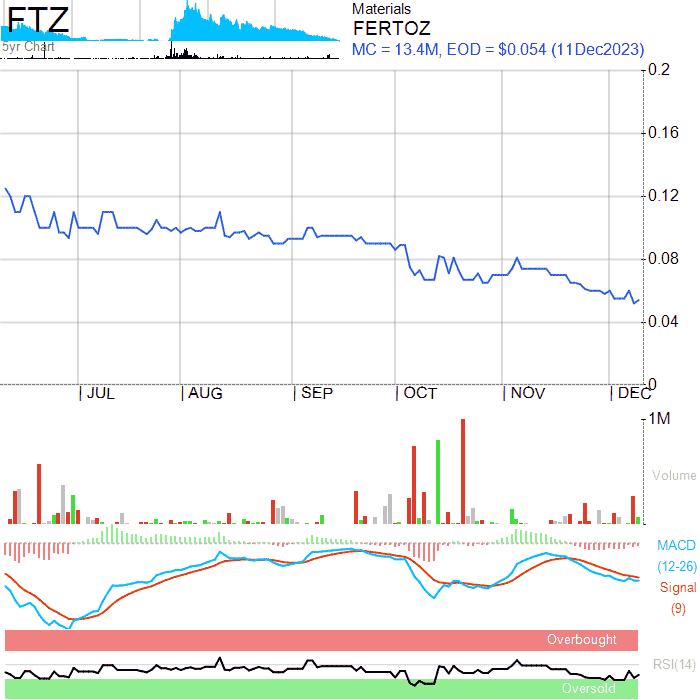 FTZ
5yr Chart
Materials
FERTOZ
MC = 13.4M, EOD = $0.054 (11Dec2023)
0.2
0.16
0.12
0.08
0.04
0
JUL AUG SEP OCT NOV DEC
1M
Volume
MACD
(12-26)
Signal
(9)
Overbought
RSI(14)
Oversold